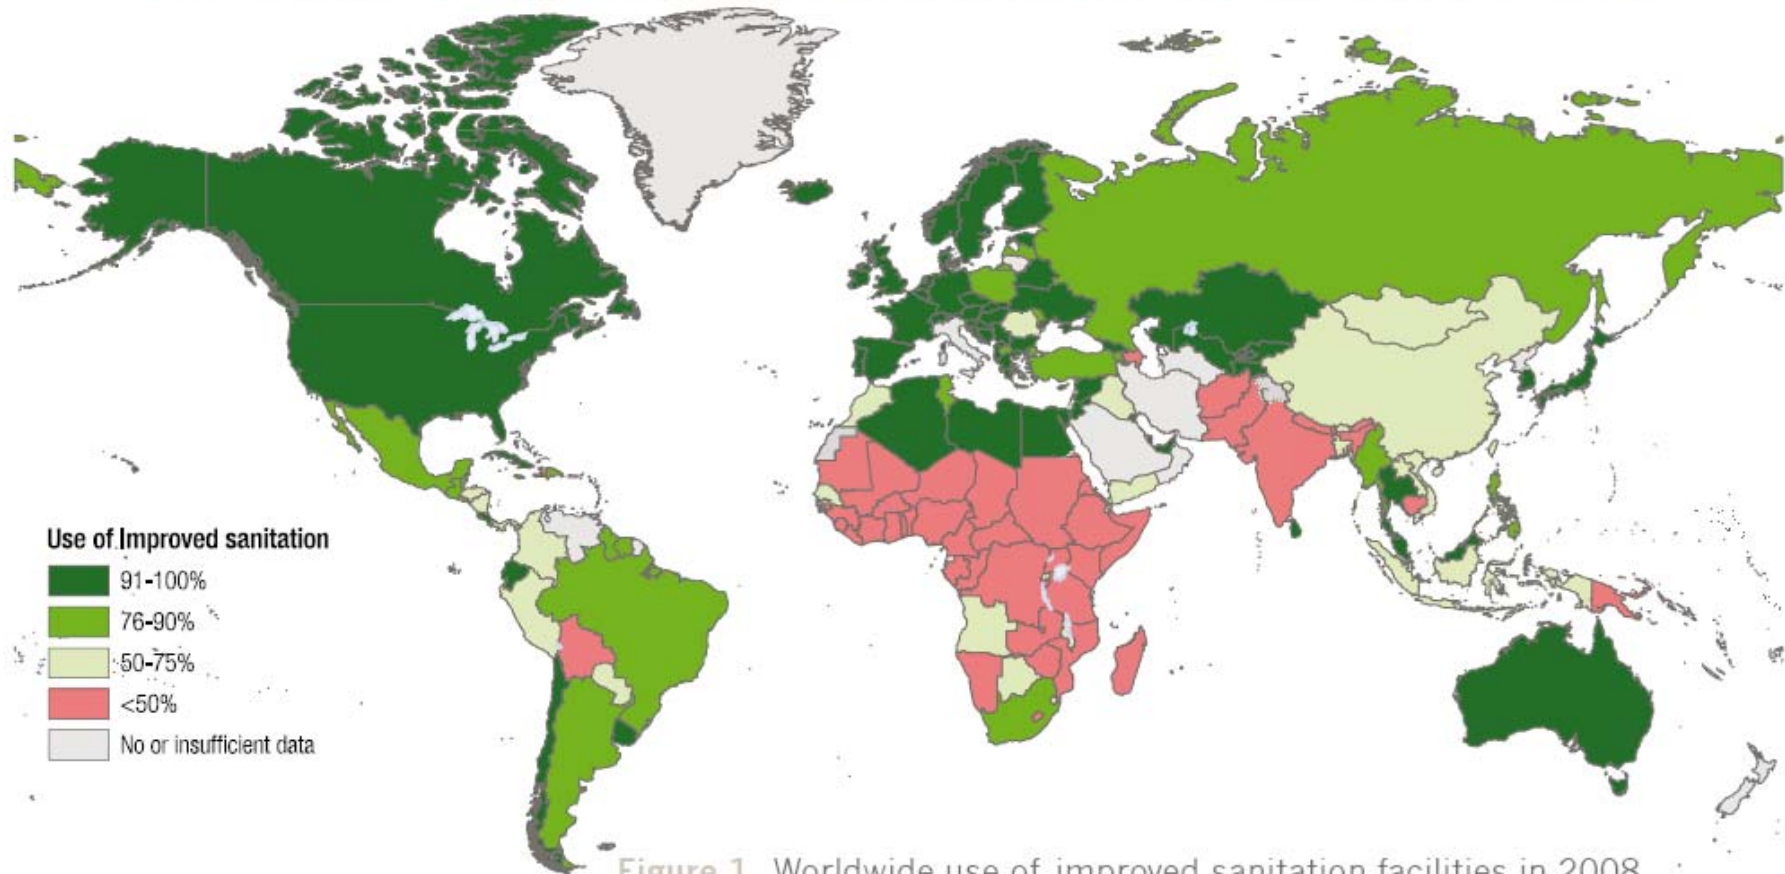 Use of Improved sanitation
91-100%
76-90%
50-75%
<50%
No or insufficient data
Figure 1 Worldwide use of improved sanitation facilities in 2008